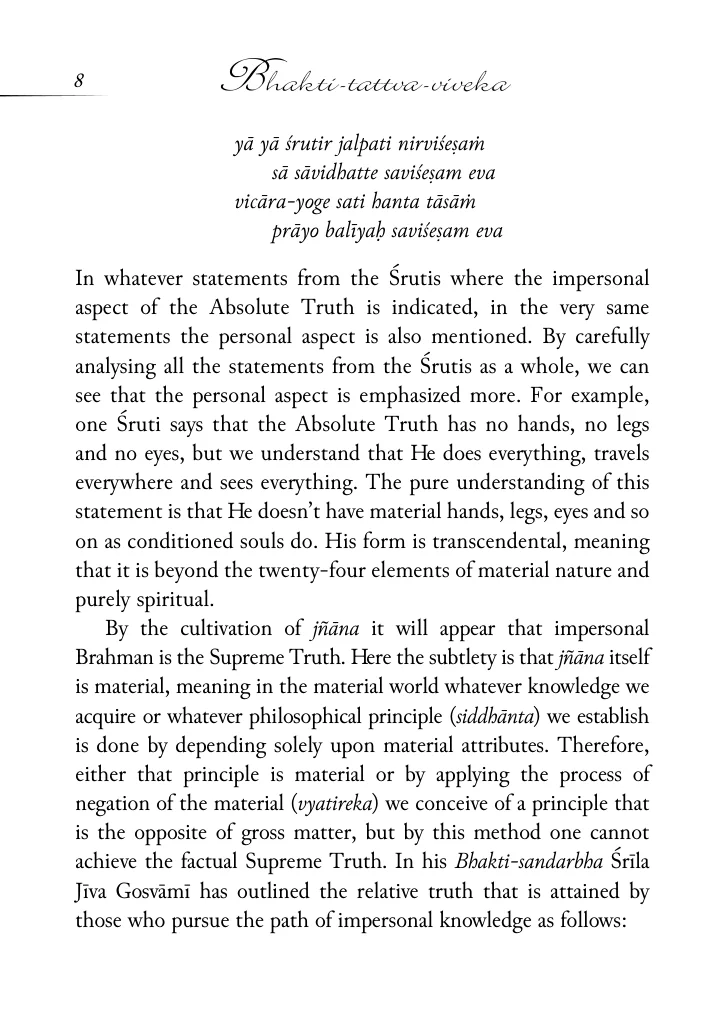 8
Bhakti-tattva-viveka
yā yā śrutir jalpati nirviśeṣaṁ
sā sāvidhatte saviśeṣam eva
vicāra-yoge sati hanta tāsāṁ
prāyo balīyaḥ saviśeṣam eva
In whatever statements from the Śrutis where the impersonal
aspect of the Absolute Truth is indicated, in the very same
statements the personal aspect is also mentioned. By carefully
analysing all the statements from the Śrutis as a whole, we can
see that the personal aspect is emphasized more. For example,
one Śruti says that the Absolute Truth has no hands, no legs
and no eyes, but we understand that He does everything, travels
everywhere and sees everything. The pure understanding of this
statement is that He doesn’t have material hands, legs, eyes and so
on as conditioned souls do. His form is transcendental, meaning
that it is beyond the twenty-four elements of material nature and
purely spiritual.
By the cultivation of jñāna it will appear that impersonal
Brahman is the Supreme Truth. Here the subtlety is that jñāna itself
is material, meaning in the material world whatever knowledge we
acquire or whatever philosophical principle (siddhānta) we establish
is done by depending solely upon material attributes. Therefore,
either that principle is material or by applying the process of
negation of the material (vyatireka) we conceive of a principle that
is the opposite of gross matter, but by this method one cannot
achieve the factual Supreme Truth. In his Bhakti-sandarbha Śrīla
Jīva Gosvāmī has outlined the relative truth that is attained by
those who pursue the path of impersonal knowledge as follows: